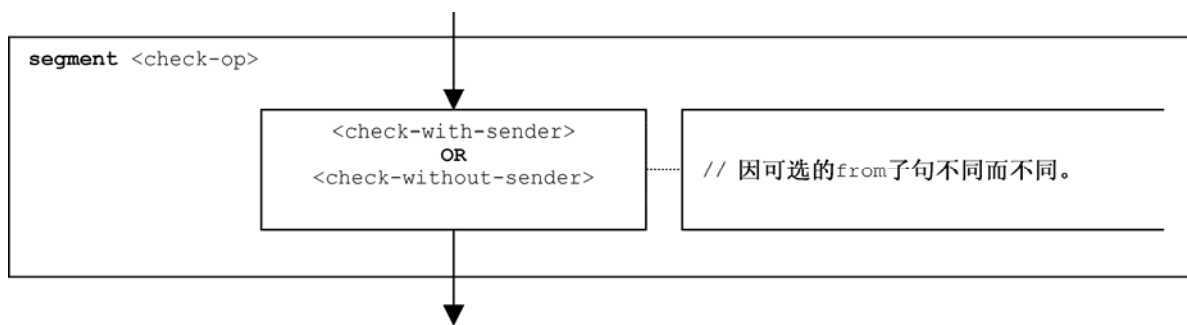 segment <check-op>
<check-with-sender>
OR
<check-without-sender>
// 因可选的from子句不同而不同。